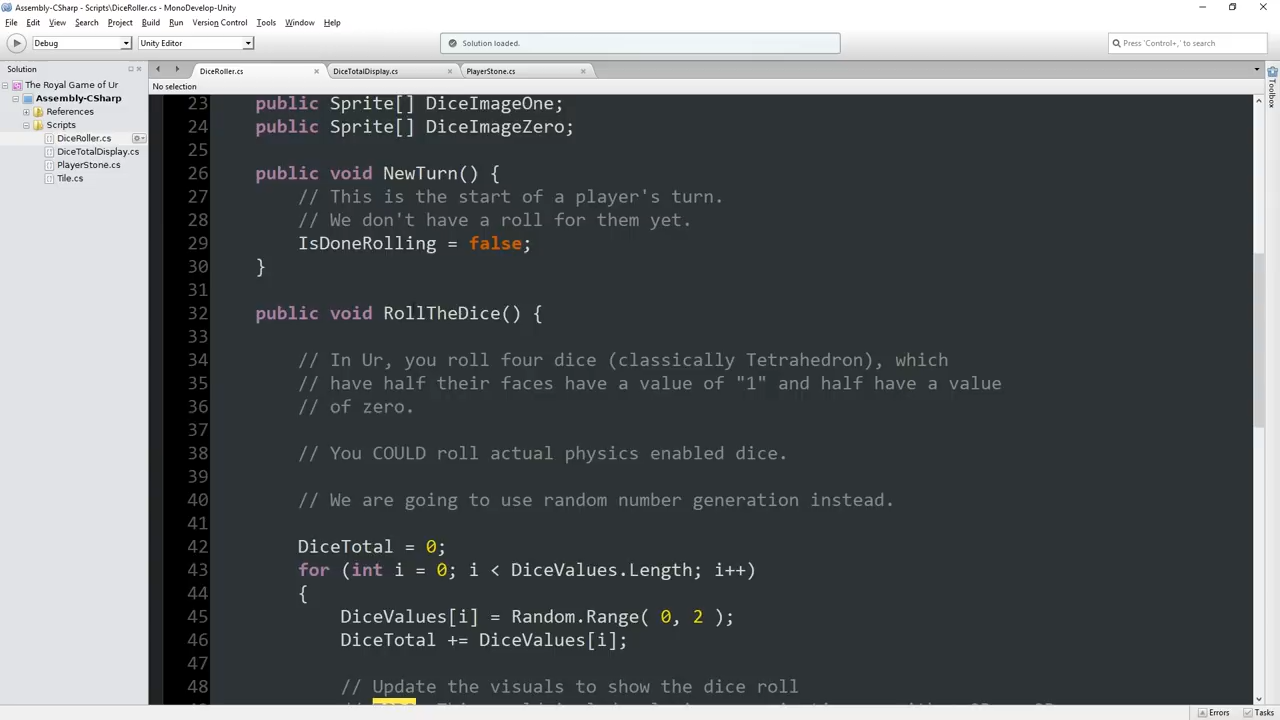 Assembly-CSharp - Scripts\DiceRoller.cs - MonoDevelop-Unity
File Edit View Search Project Build Run Version Control Tools Window Help
Debug Unity Editor Solution loaded. Press 'Control+,' to search
Solution DiceRoller.cs DiceTotalDisplay.cs PlayerStone.cs
The Royal Game of Ur No selection
Assembly-CSharp
References
Scripts
DiceRoller.cs
DiceTotalDisplay.cs
PlayerStone.cs
Tile.cs
23 public Sprite[] DiceImageOne;
24 public Sprite[] DiceImageZero;
25
26 public void NewTurn() {
27 // This is the start of a player's turn.
28 // We don't have a roll for them yet.
29 IsDoneRolling = false;
30 }
31
32 public void RollTheDice() {
33
34 // In Ur, you roll four dice (classically Tetrahedron), which
35 // have half their faces have a value of "1" and half have a value
36 // of zero.
37
38 // You COULD roll actual physics enabled dice.
39
40 // We are going to use random number generation instead.
41
42 DiceTotal = 0;
43 for (int i = 0; i < DiceValues.Length; i++)
44 {
45 DiceValues[i] = Random.Range( 0, 2 );
46 DiceTotal += DiceValues[i];
47
48 // Update the visuals to show the dice roll
Toolbox
Errors Tasks